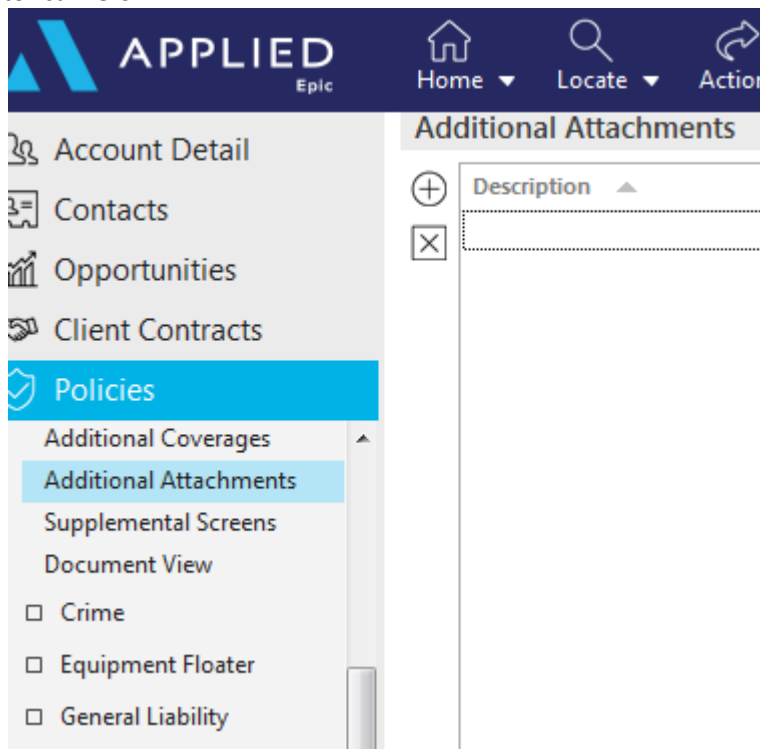 APPLIED
Epic
Home
Locate
Action
Additional Attachments
Account Detail
Description
Contacts
Opportunities
Client Contracts
Policies
Additional Coverages
Additional Attachments
Supplemental Screens
Document View
Crime
Equipment Floater
General Liability